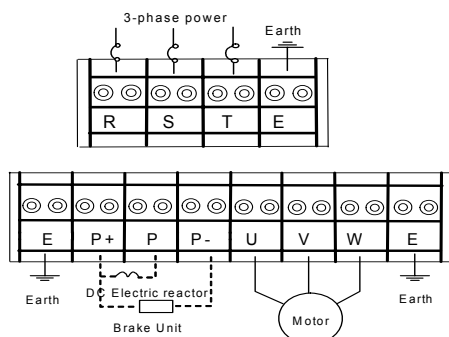 3-phase power
Earth
R S T E
E P+ P P- U V W E
Earth
DC Electric reactor
Brake Unit
Motor
Earth